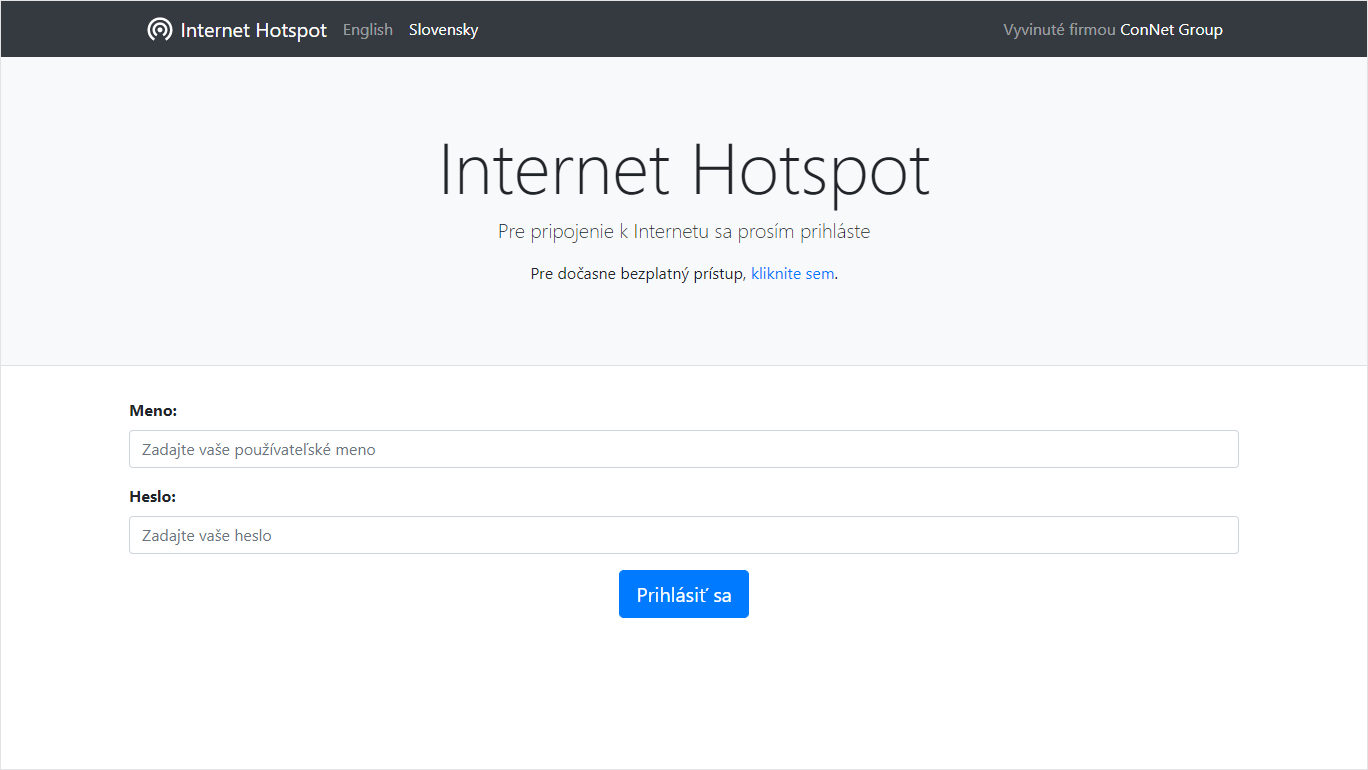 Internet Hotspot English Slovensky Vyvinuté firmou ConNet Group
Internet Hotspot
Pre pripojenie k Internetu sa prosím prihláste
Pre dočasne bezplatný prístup, kliknite sem.
Meno:
Zadajte vaše používateľské meno
Heslo:
Zadajte vaše heslo
Prihlásiť sa